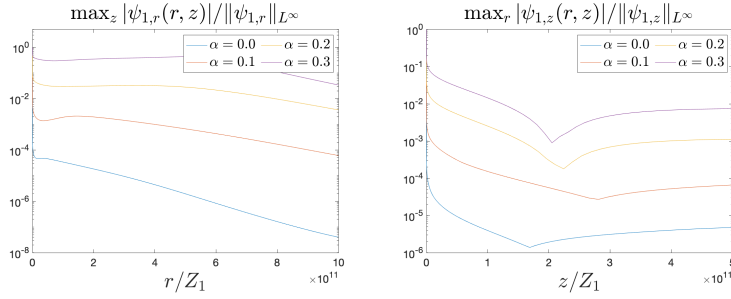 max_z |ψ_{1,r}(r, z)|/‖ψ_{1,r}‖_{L^∞}
α = 0.0 α = 0.2
α = 0.1 α = 0.3
10^0
10^{-2}
10^{-4}
10^{-6}
10^{-8}
0 2 4 6 8 10
×10^{11}
r/Z_1
max_r |ψ_{1,z}(r, z)|/‖ψ_{1,z}‖_{L^∞}
α = 0.0 α = 0.2
α = 0.1 α = 0.3
10^0
10^{-1}
10^{-2}
10^{-3}
10^{-4}
10^{-5}
10^{-6}
0 1 2 3 4 5
×10^{11}
z/Z_1